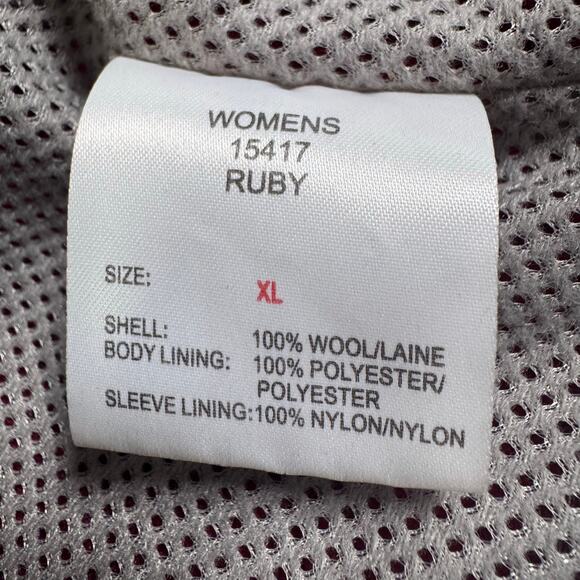 WOMENS
15417
RUBY
SIZE: XL
SHELL: 100% WOOL/LAINE
BODY LINING: 100% POLYESTER/
POLYESTER
SLEEVE LINING:100% NYLON/NYLON